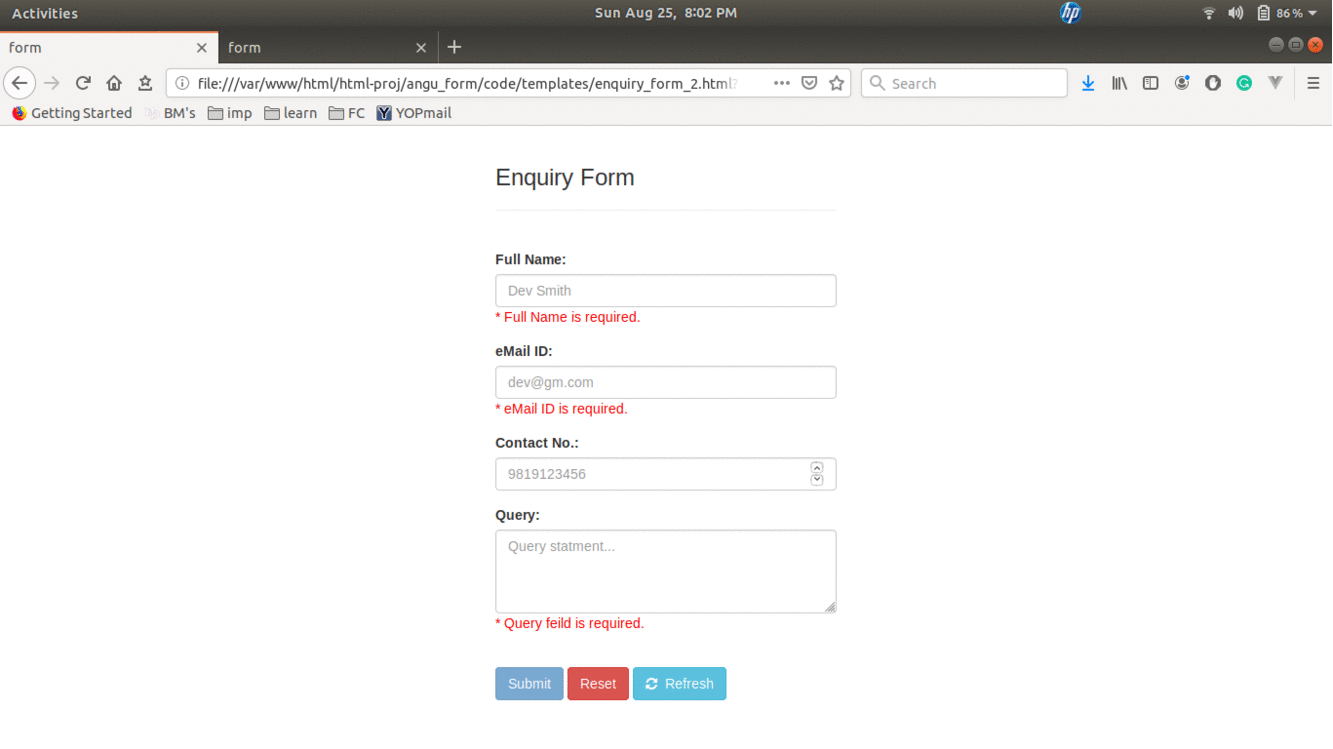 Activities
Sun Aug 25, 8:02 PM
hp
86 %
form
form
file:///var/www/html/html-proj/angu_form/code/templates/enquiry_form_2.html?
Search
Getting Started
BM's
imp
learn
FC
Y YOPmail
Enquiry Form
Full Name:
Dev Smith
* Full Name is required.
eMail ID:
dev@gm.com
* eMail ID is required.
Contact No.:
9819123456
Query:
Query statment...
* Query feild is required.
Submit
Reset
Refresh